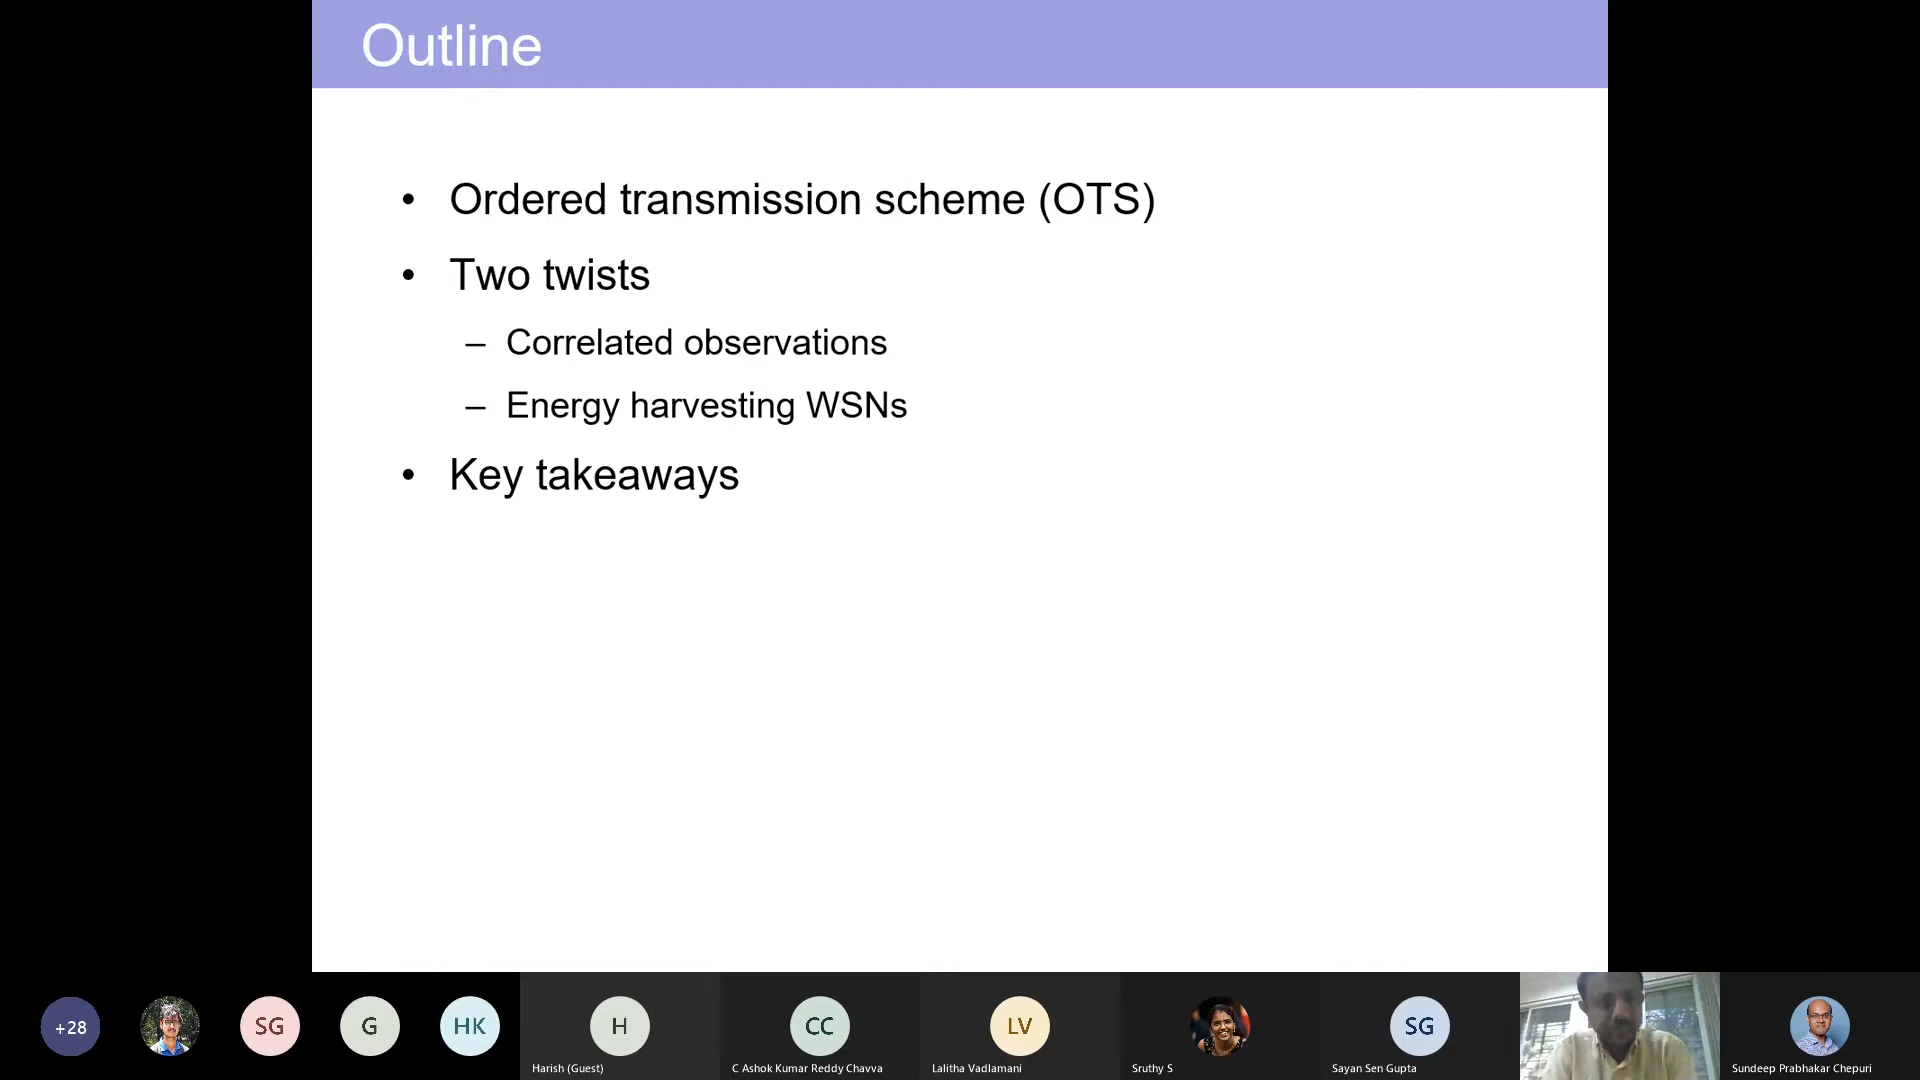 Outline
• Ordered transmission scheme (OTS)
• Two twists
– Correlated observations
– Energy harvesting WSNs
• Key takeaways
+28
SG
G
HK
H
CC
LV
SG
Harish (Guest)
C Ashok Kumar Reddy Chavva
Lalitha Vadlamani
Sruthy S
Sayan Sen Gupta
Sundeep Prabhakar Chepuri